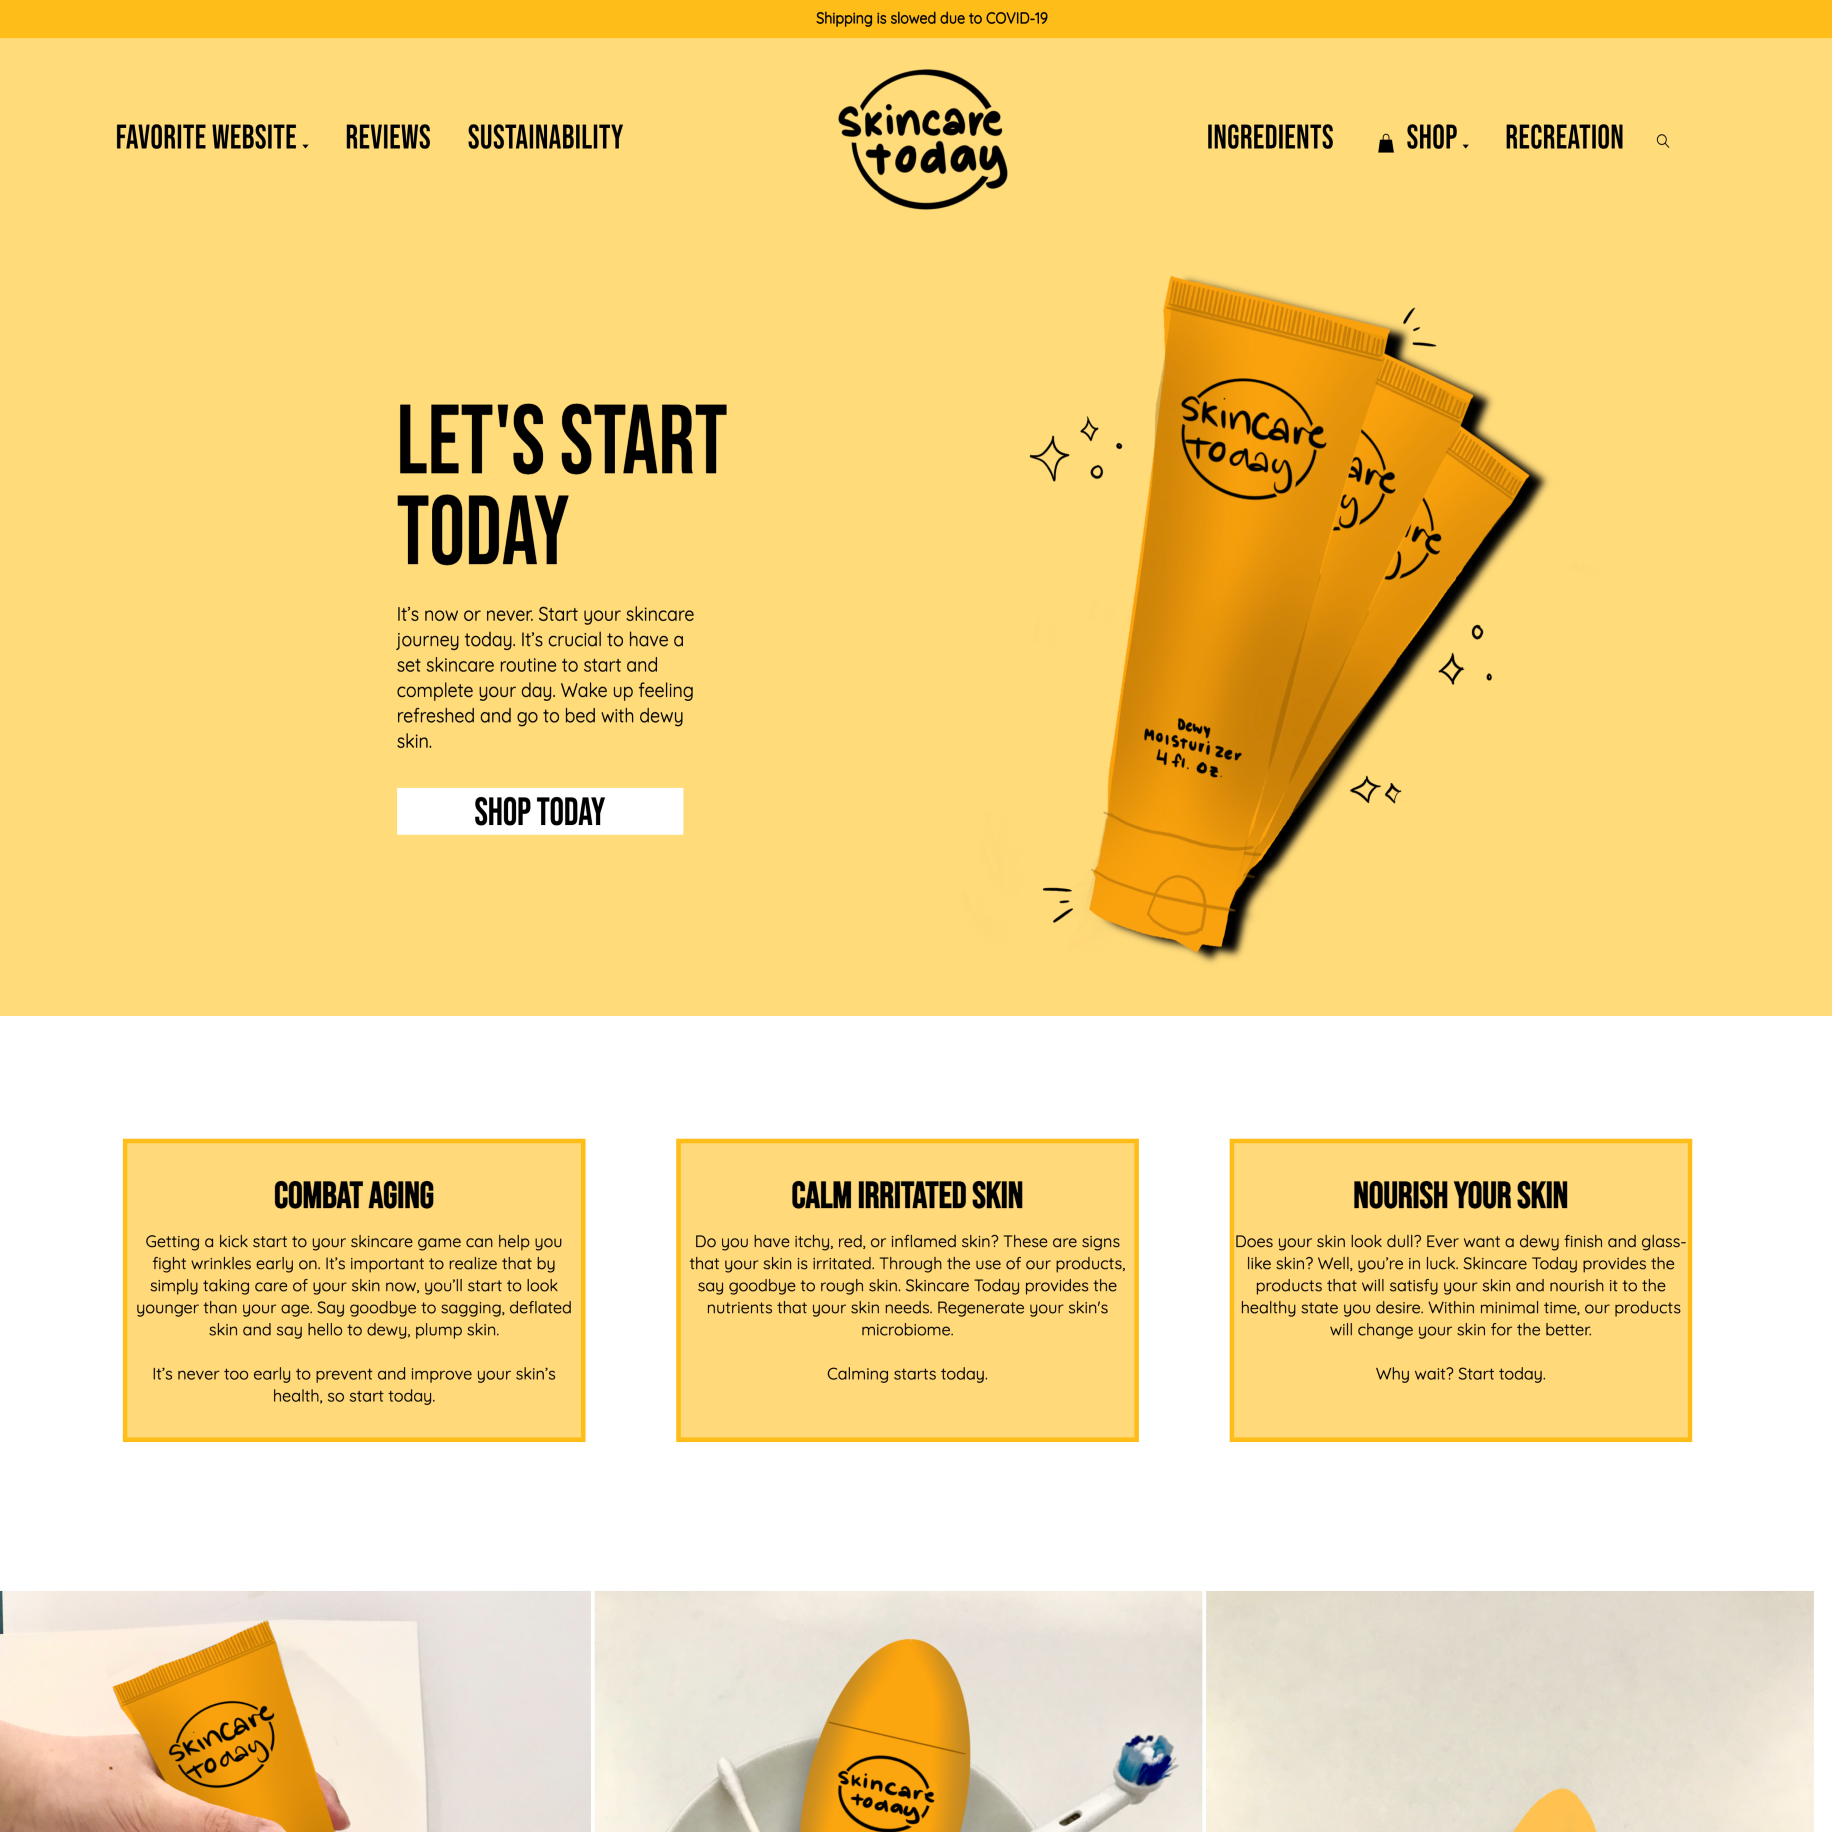 Shipping is slowed due to COVID-19
FAVORITE WEBSITE
REVIEWS
SUSTAINABILITY
skincare
today
INGREDIENTS
SHOP
RECREATION
LET'S START
TODAY
It’s now or never. Start your skincare
journey today. It’s crucial to have a
set skincare routine to start and
complete your day. Wake up feeling
refreshed and go to bed with dewy
skin.
SHOP TODAY
skincare
today
are
y
re
Dewy
Moisturizer
4 fl. oz.
COMBAT AGING
Getting a kick start to your skincare game can help you
fight wrinkles early on. It’s important to realize that by
simply taking care of your skin now, you’ll start to look
younger than your age. Say goodbye to sagging, deflated
skin and say hello to dewy, plump skin.
It’s never too early to prevent and improve your skin’s
health, so start today.
CALM IRRITATED SKIN
Do you have itchy, red, or inflamed skin? These are signs
that your skin is irritated. Through the use of our products,
say goodbye to rough skin. Skincare Today provides the
nutrients that your skin needs. Regenerate your skin's
microbiome.
Calming starts today.
NOURISH YOUR SKIN
Does your skin look dull? Ever want a dewy finish and glass-
like skin? Well, you’re in luck. Skincare Today provides the
products that will satisfy your skin and nourish it to the
healthy state you desire. Within minimal time, our products
will change your skin for the better.
Why wait? Start today.
skincare
today
skincare
today